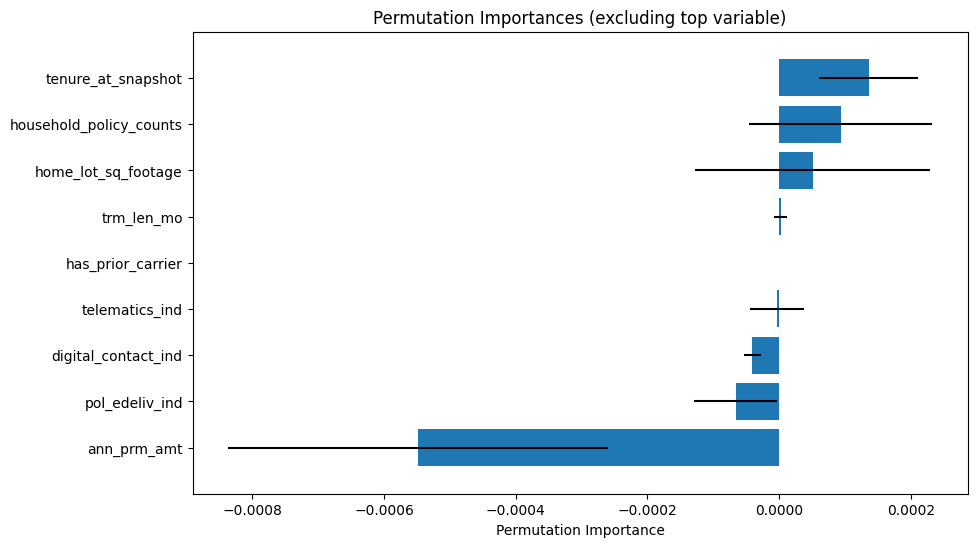 Permutation Importances (excluding top variable)
tenure_at_snapshot
household_policy_counts
home_lot_sq_footage
trm_len_mo
has_prior_carrier
telematics_ind
digital_contact_ind
pol_edeliv_ind
ann_prm_amt
−0.0008 −0.0006 −0.0004 −0.0002 0.0000 0.0002
Permutation Importance